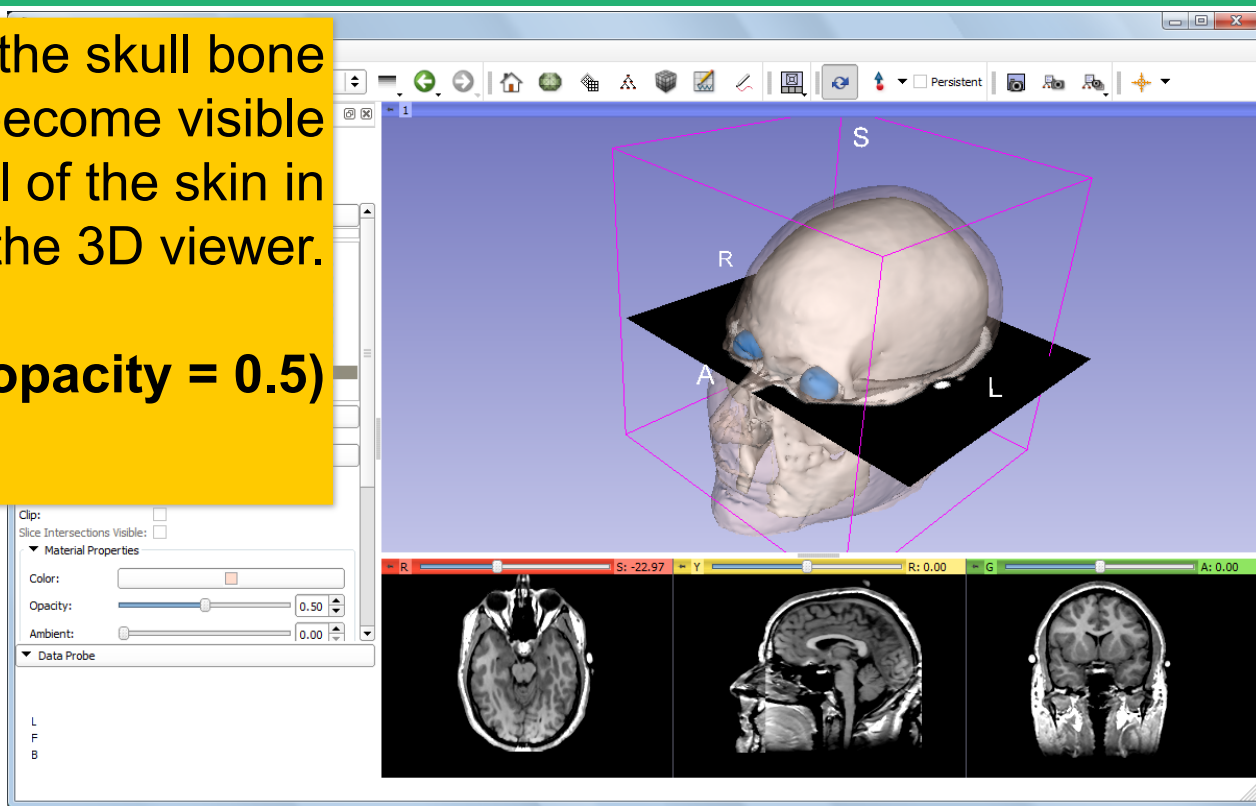 the skull bone
ecome visible
l of the skin in
the 3D viewer.
opacity = 0.5)
Persistent
1
S
R
A
L
Clip:
Slice Intersections Visible:
Material Properties
Color:
Opacity: 0.50
Ambient: 0.00
Data Probe
L
F
B
R S: -22.97
Y R: 0.00
G A: 0.00